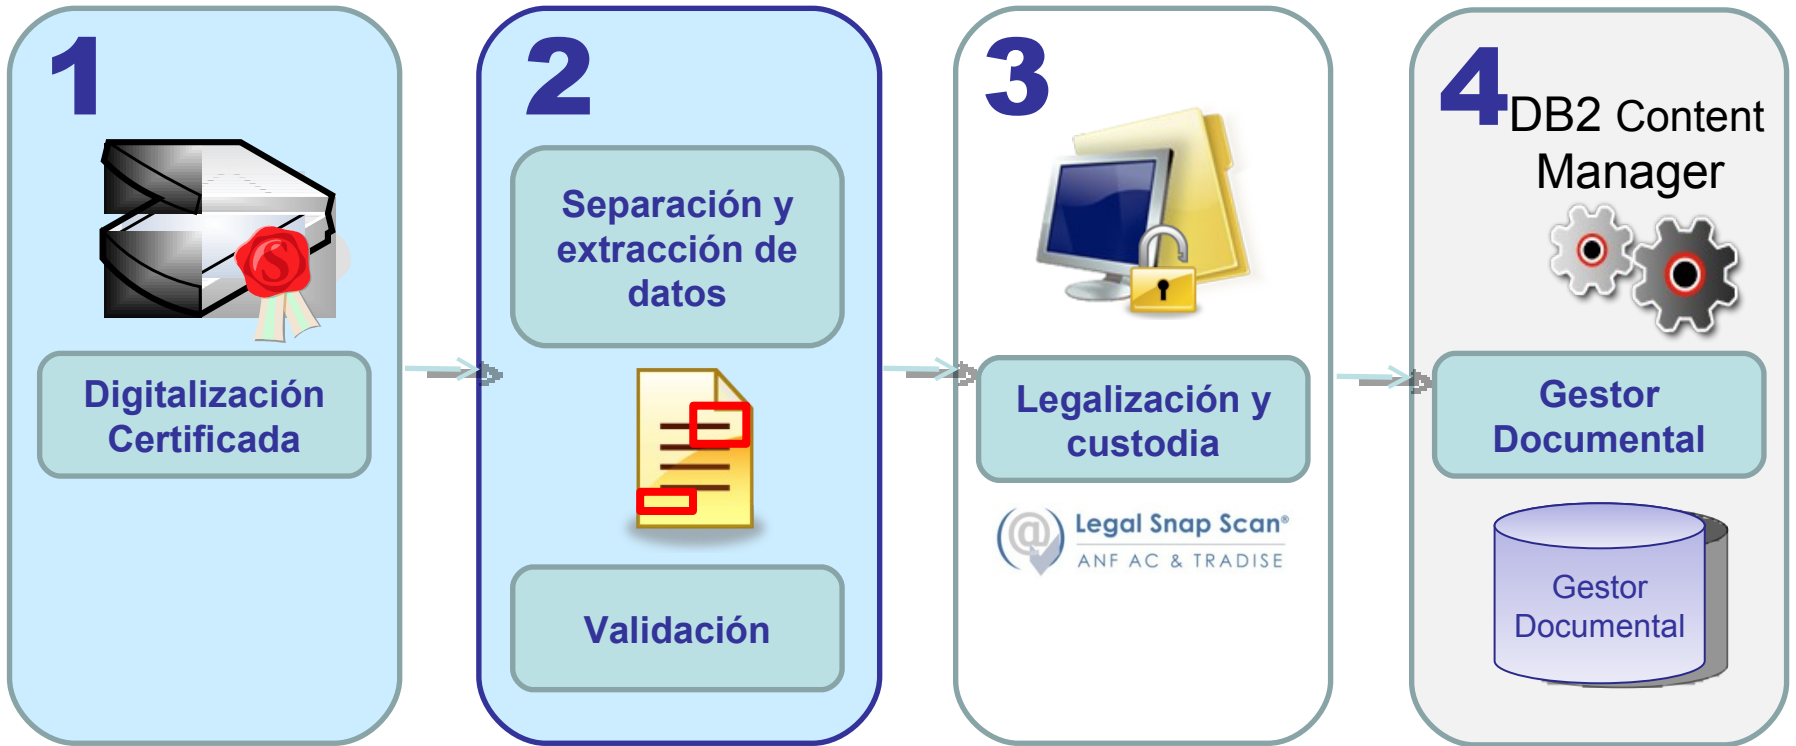 1
Digitalización
Certificada
2
Separación y
extracción de
datos
Validación
3
Legalización y
custodia
@
Legal Snap Scan®
ANF AC & TRADISE
4
DB2 Content
Manager
Gestor
Documental
Gestor
Documental
S